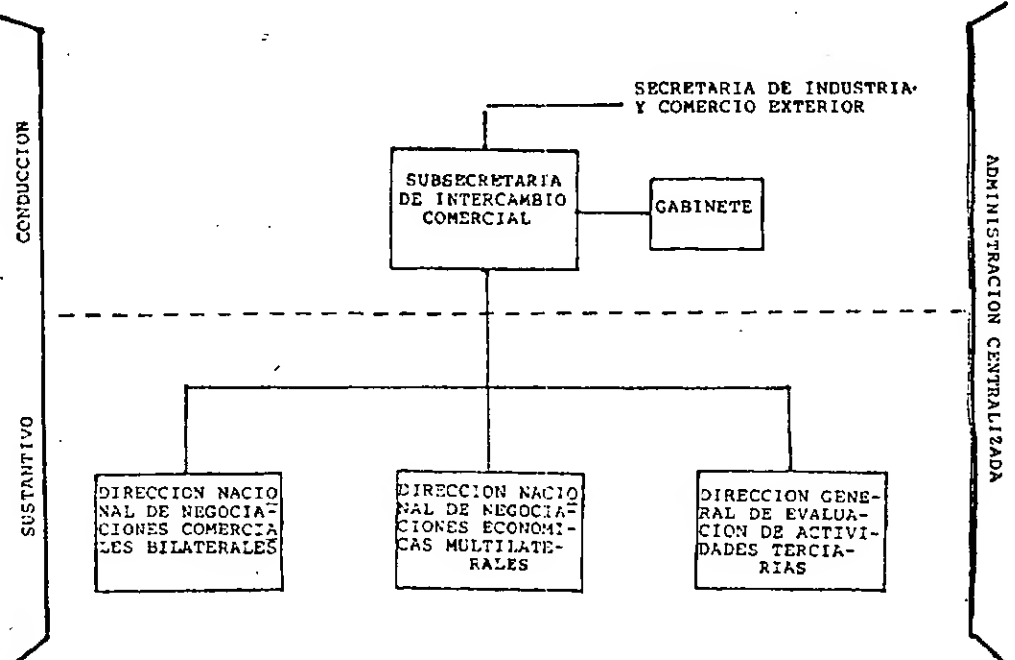 SECRETARIA DE INDUSTRIA
Y COMERCIO EXTERIOR
SUBSECRETARIA
DE INTERCAMBIO
COMERCIAL
GABINETE
CONDUCCION
SUSTANTIVO
ADMINISTRACION CENTRALIZADA
DIRECCION NACIO
NAL DE NEGOCIA-
CIONES COMERCIA
LES BILATERALES
DIRECCION NACIO
NAL DE NEGOCIA-
CIONES ECONOMI-
CAS MULTILATE-
RALES
DIRECCION GENE-
RAL DE EVALUA-
CION DE ACTIVI-
DADES TERCIA-
RIAS